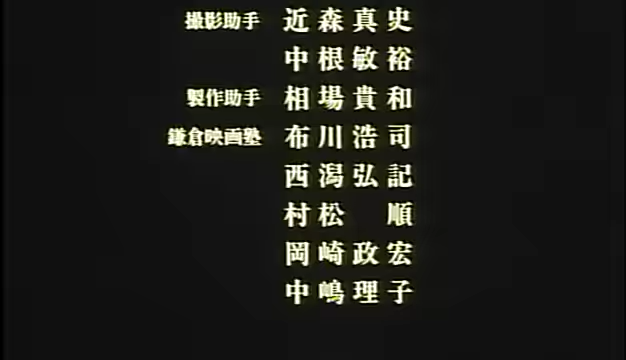 撮影助手 近森真史
中根敏裕
製作助手 相場貴和
鎌倉映画塾 布川浩司
西潟弘記
村松 順
岡崎政宏
中嶋理子